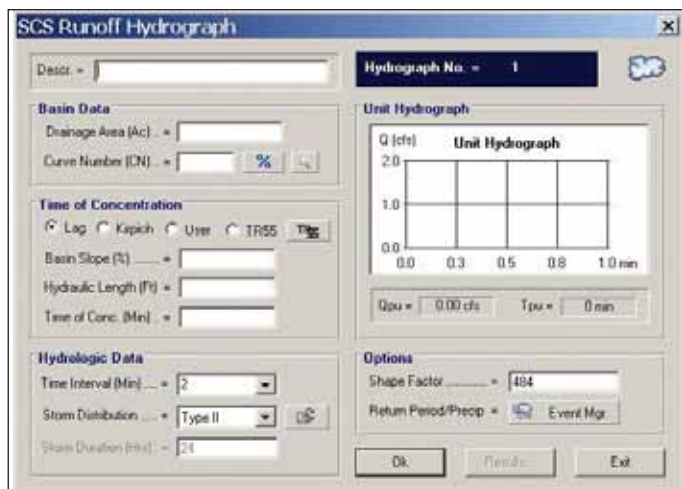 SCS Runoff Hydrograph
Descr. =
Hydrograph No. = 1
Basin Data
Drainage Area (Ac) .. =
Curve Number (CN) .. =
%
Time of Concentration
Lag Kirpich User TR55
Basin Slope (%) ......... =
Hydraulic Length (Ft) =
Time of Conc. (Min) .. =
Hydrologic Data
Time Interval (Min) .... = 2
Storm Distribution ..... = Type II
Storm Duration (Hrs) . = 24
Unit Hydrograph
Q (cfs) Unit Hydrograph
2.0
0.0
0.0 0.3 0.5 0.8 1.0 min
Qpu = 0.00 cfs Tpu = 0 min
Options
Shape Factor ............. = 484
Return Period/Precip = Event Mgr
Ok Results Exit